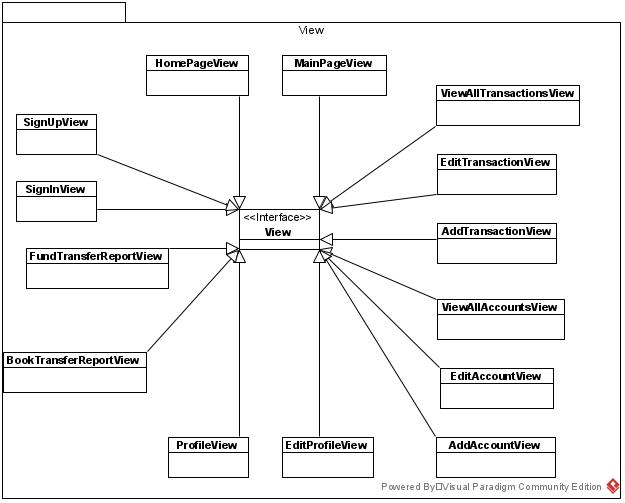 View
HomePageView
MainPageView
ViewAllTransactionsView
SignUpView
EditTransactionView
SignInView
<<Interface>>
View
AddTransactionView
FundTransferReportView
ViewAllAccountsView
BookTransferReportView
EditAccountView
ProfileView
EditProfileView
AddAccountView
Powered By□Visual Paradigm Community Edition